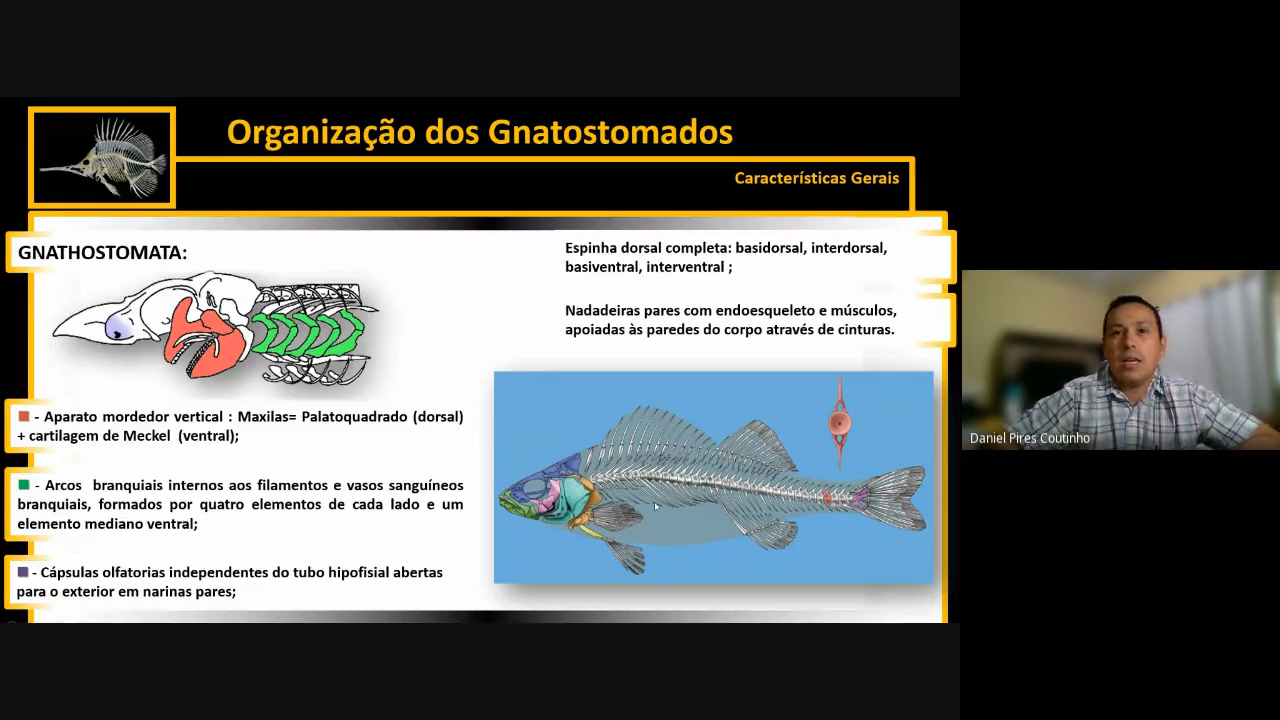 Organização dos Gnatostomados
Características Gerais
GNATHOSTOMATA:
- Aparato mordedor vertical : Maxilas= Palatoquadrado (dorsal)
+ cartilagem de Meckel (ventral);
- Arcos branquiais internos aos filamentos e vasos sanguíneos
branquiais, formados por quatro elementos de cada lado e um
elemento mediano ventral;
- Cápsulas olfatorias independentes do tubo hipofisial abertas
para o exterior em narinas pares;
Espinha dorsal completa: basidorsal, interdorsal,
basiventral, interventral ;
Nadadeiras pares com endoesqueleto e músculos,
apoiadas às paredes do corpo através de cinturas.
Daniel Pires Coutinho